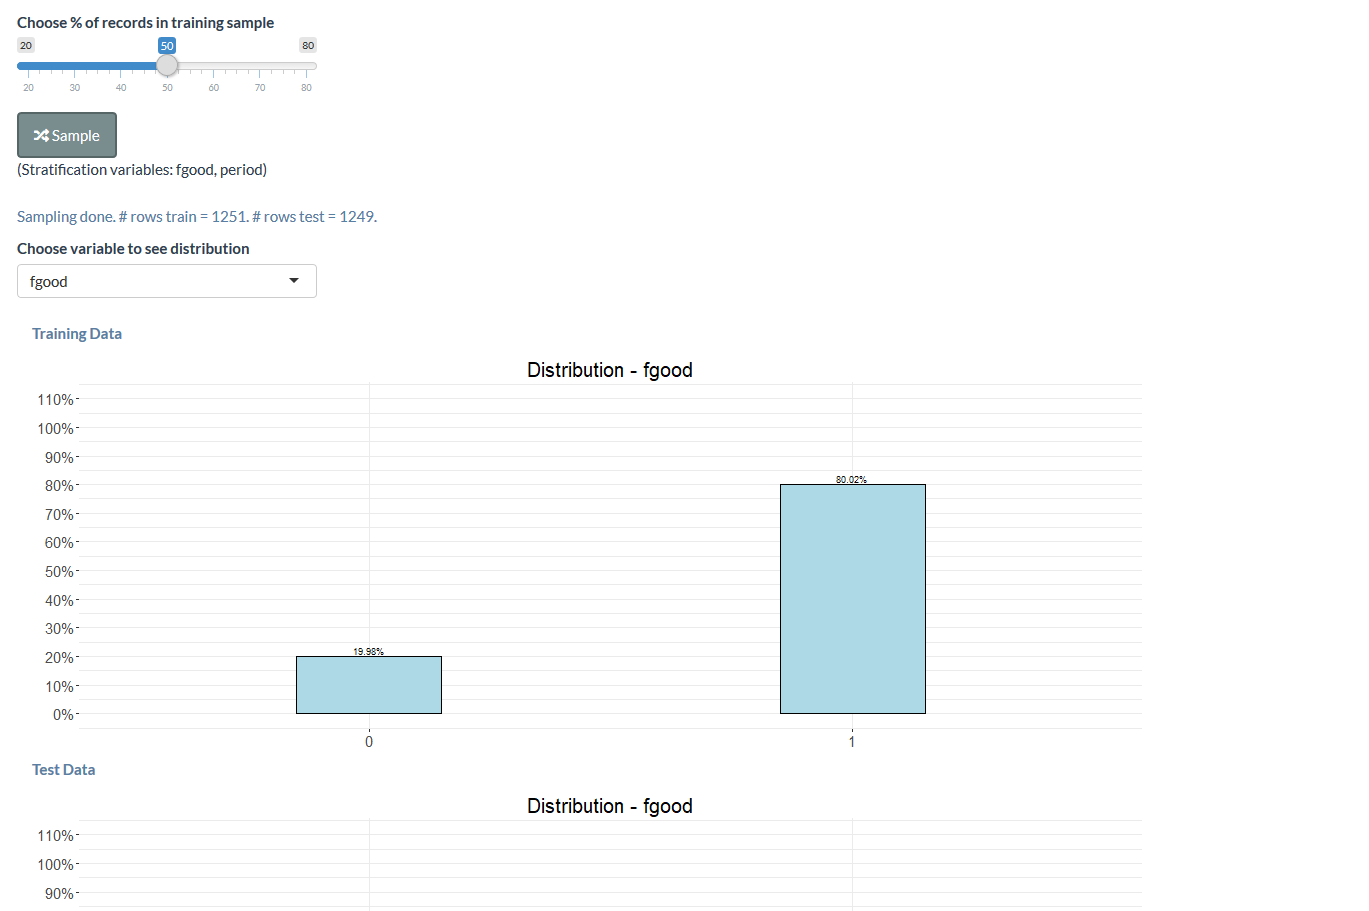 Choose % of records in training sample
20 50 80
20 30 40 50 60 70 80
Sample
(Stratification variables: fgood, period)
Sampling done. # rows train = 1251. # rows test = 1249.
Choose variable to see distribution
fgood
Training Data
Distribution - fgood
110%
100%
90%
80.02%
80%
70%
60%
50%
40%
30%
19.98%
20%
10%
0%
0 1
Test Data
Distribution - fgood
110%
100%
90%